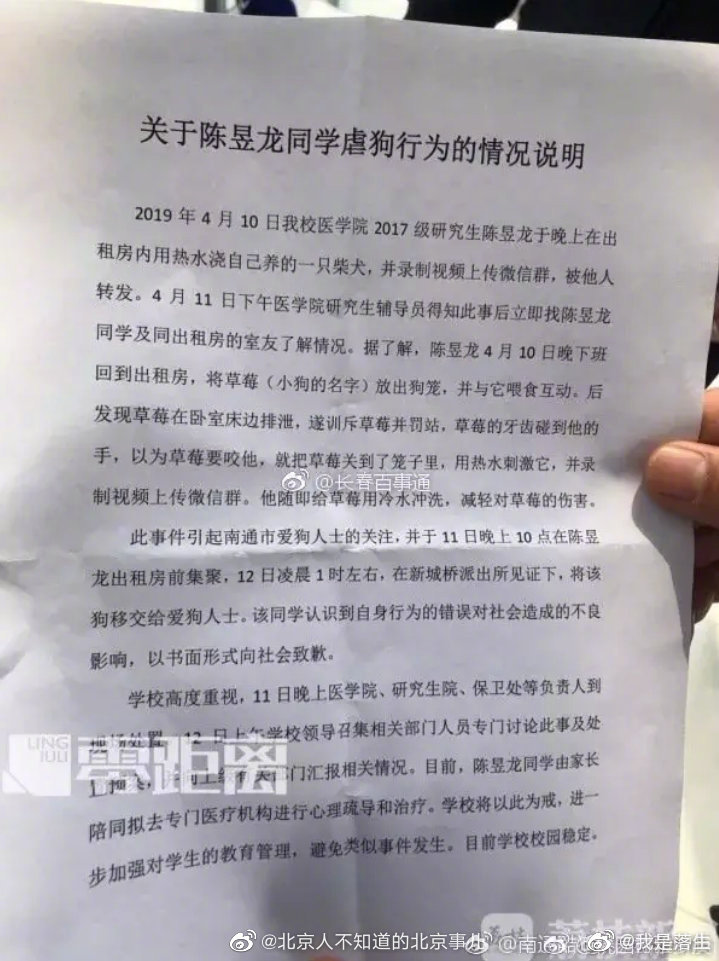 关于陈昱龙同学虐狗行为的情况说明
2019 年 4 月 10 日我校医学院 2017 级研究生陈昱龙于晚上在出
租房内用热水浇自己养的一只柴犬，并录制视频上传微信群，被他人
转发。4 月 11 日下午医学院研究生辅导员得知此事后立即找陈昱龙
同学及同出租房的室友了解情况。据了解，陈昱龙 4 月 10 日晚下班
回到出租房，将草莓（小狗的名字）放出狗笼，并与它喂食互动。后
发现草莓在卧室床边排泄，遂训斥草莓并罚站，草莓的牙齿碰到他的
手，以为草莓要咬他，就把草莓关到了笼子里，用热水刺激它，并录
@长春百事通
制视频上传微信群。他随即给草莓用冷水冲洗，减轻对草莓的伤害。
此事件引起南通市爱狗人士的关注，并于 11 日晚上 10 点在陈昱
龙出租房前集聚，12 日凌晨 1 时左右，在新城桥派出所见证下，将该
狗移交给爱狗人士。该同学认识到自身行为的错误对社会造成的不良
影响，以书面形式向社会致歉。
学校高度重视，11 日晚上医学院、研究生院、保卫处等负责人到
现场处置，12 日上午学校领导召集相关部门人员专门讨论此事及处
LING JULI
零距离
部门汇报相关情况。目前，陈昱龙同学由家长
陪同拟去专门医疗机构进行心理疏导和治疗。学校将以此为戒，进一
步加强对学生的教育管理，避免类似事件发生。目前学校校园稳定。
@北京人不知道的北京事儿
@我是落生